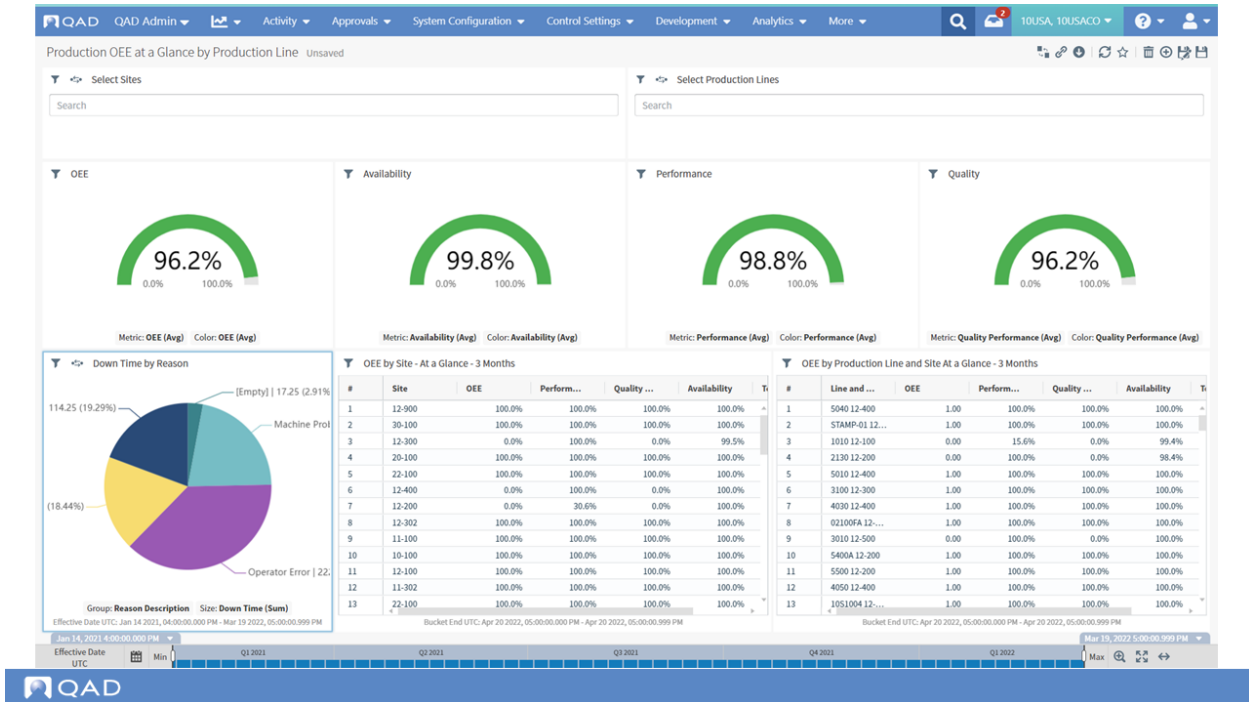 QAD QAD Admin Activity Approvals System Configuration Control Settings Development Analytics More 2 10USA, 10USACO ?
Production OEE at a Glance by Production Line Unsaved
Select Sites Select Production Lines
Search Search
OEE Availability Performance Quality
96.2% 99.8% 98.8% 96.2%
0.0% 100.0% 0.0% 100.0% 0.0% 100.0% 0.0% 100.0%
Metric: OEE (Avg) Color: OEE (Avg) Metric: Availability (Avg) Color: Availability (Avg) Metric: Performance (Avg) Color: Performance (Avg) Metric: Quality Performance (Avg) Color: Quality Performance (Avg)
Down Time by Reason
[Empty] | 17.25 (2.91%
114.25 (19.29%)
Machine Prol
(18.44%)
Operator Error | 22.
Group: Reason Description Size: Down Time (Sum)
Effective Date UTC: Jan 14 2021, 04:00:00.000 PM - Mar 19 2022, 05:00:00.999 PM
OEE by Site - At a Glance - 3 Months
# Site OEE Perform... Quality ... Availability
1 12-900 100.0% 100.0% 100.0% 100.0%
2 30-100 100.0% 100.0% 100.0% 100.0%
3 12-300 0.0% 100.0% 0.0% 99.5%
4 20-100 100.0% 100.0% 100.0% 100.0%
5 22-100 100.0% 100.0% 100.0% 100.0%
6 12-400 0.0% 100.0% 0.0% 100.0%
7 12-200 0.0% 30.6% 0.0% 100.0%
8 12-302 100.0% 100.0% 100.0% 100.0%
9 11-100 100.0% 100.0% 100.0% 100.0%
10 10-100 100.0% 100.0% 100.0% 100.0%
11 12-100 100.0% 100.0% 100.0% 100.0%
12 11-302 100.0% 100.0% 100.0% 100.0%
13 22-100 100.0% 100.0% 100.0% 100.0%
Bucket End UTC: Apr 20 2022, 05:00:00.000 PM - Apr 20 2022, 05:00:00.999 PM
OEE by Production Line and Site At a Glance - 3 Months
# Line and ... OEE Perform... Quality ... Availability
1 5040 12-400 1.00 100.0% 100.0% 100.0%
2 STAMP-01 12... 1.00 100.0% 100.0% 100.0%
3 1010 12-100 0.00 15.6% 0.0% 99.4%
4 2130 12-200 0.00 100.0% 0.0% 98.4%
5 5010 12-400 1.00 100.0% 100.0% 100.0%
6 3100 12-300 1.00 100.0% 100.0% 100.0%
7 4030 12-400 1.00 100.0% 100.0% 100.0%
8 02100FA 12-... 1.00 100.0% 100.0% 100.0%
9 3010 12-500 0.00 100.0% 0.0% 100.0%
10 5400A 12-200 1.00 100.0% 100.0% 100.0%
11 5500 12-200 1.00 100.0% 100.0% 100.0%
12 4050 12-400 1.00 100.0% 100.0% 100.0%
13 10S1004 12-... 1.00 100.0% 100.0% 100.0%
Bucket End UTC: Apr 20 2022, 05:00:00.000 PM - Apr 20 2022, 05:00:00.999 PM
Jan 14, 2021 4:00:00.000 PM Mar 19, 2022 5:00:00.999 PM
Effective Date UTC Min Q1 2021 Q2 2021 Q3 2021 Q4 2021 Q1 2022 Max
QAD